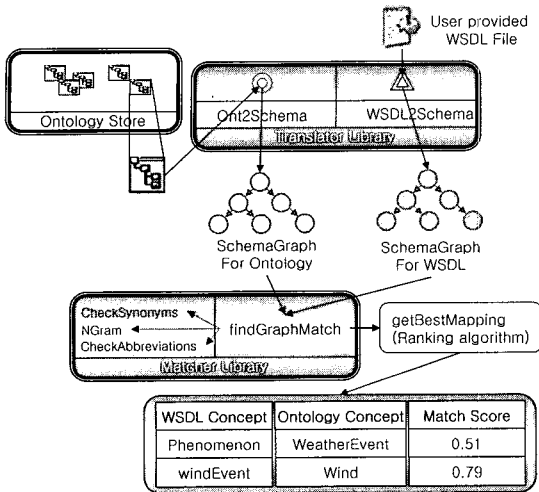 User provided
WSDL File
Ontology Store
Ont2Schema
WSDL2Schema
Translator Library
SchemaGraph
For Ontology
SchemaGraph
For WSDL
CheckSynonyms
NGram
CheckAbbreviations
findGraphMatch
Matcher Library
getBestMapping
(Ranking algorithm)
WSDL Concept Ontology Concept Match Score
Phenomenon WeatherEvent 0.51
windEvent Wind 0.79